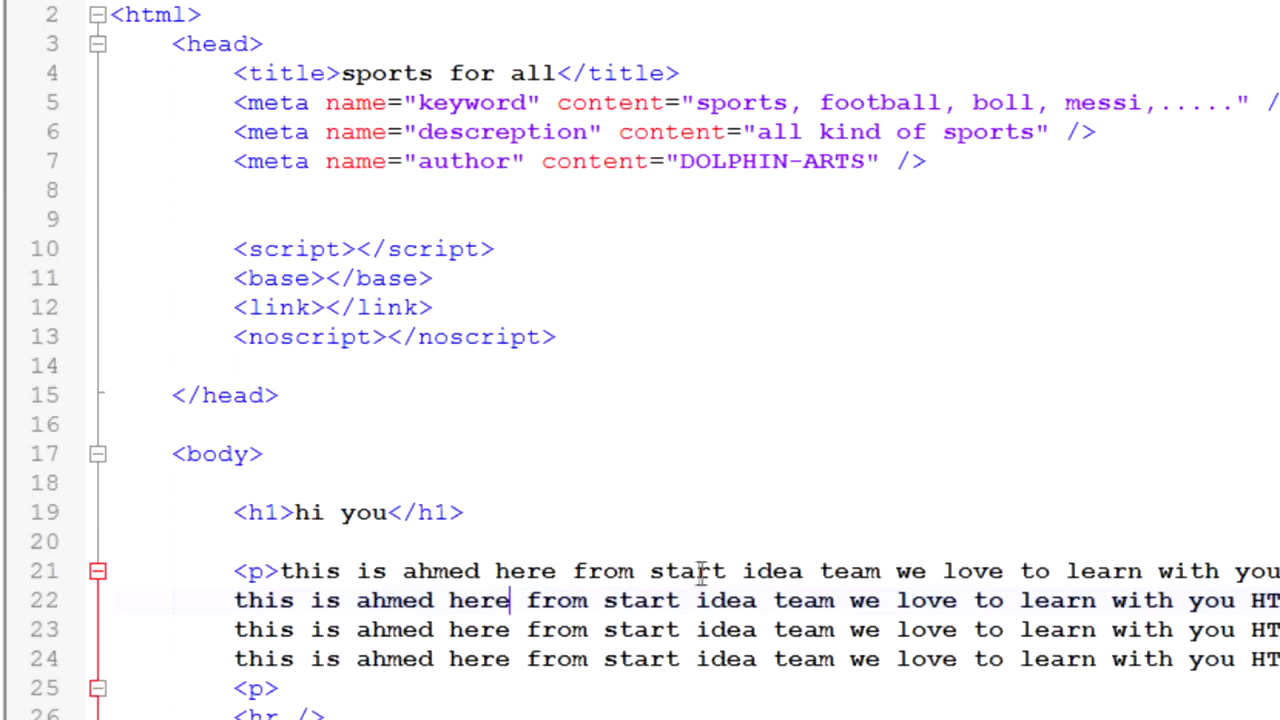 2 <html>
3 <head>
4 <title>sports for all</title>
5 <meta name="keyword" content="sports, football, boll, messi,....." /
6 <meta name="descreption" content="all kind of sports" />
7 <meta name="author" content="DOLPHIN-ARTS" />
8
9
10 <script></script>
11 <base></base>
12 <link></link>
13 <noscript></noscript>
14
15 </head>
16
17 <body>
18
19 <h1>hi you</h1>
20
21 <p>this is ahmed here from start idea team we love to learn with you
22 this is ahmed here from start idea team we love to learn with you HT
23 this is ahmed here from start idea team we love to learn with you HT
24 this is ahmed here from start idea team we love to learn with you HT
25 <p>
26 <hr />